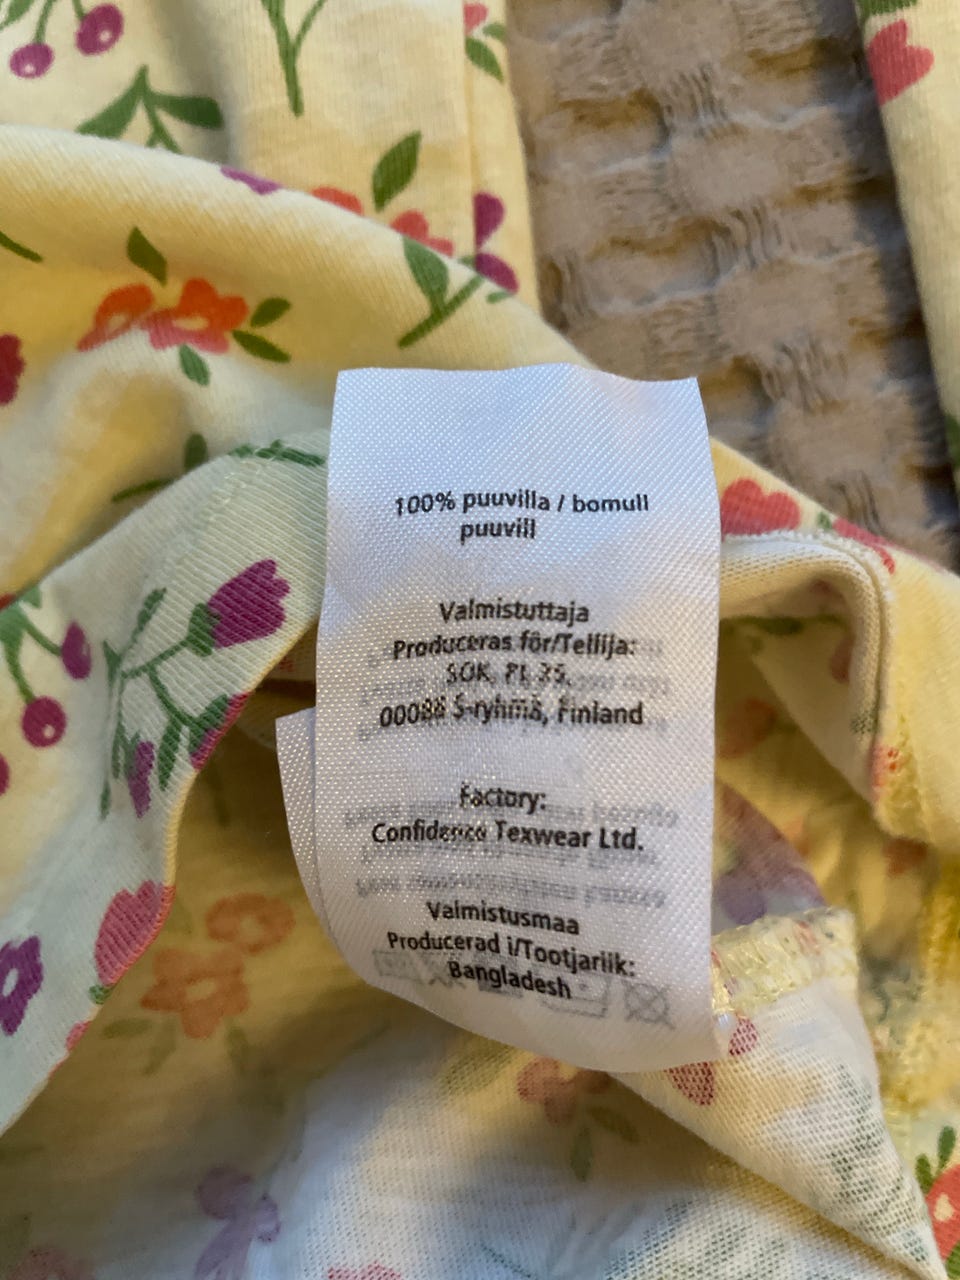 100% puuvilla / bomull
puuvill
Valmistuttaja
Produceras för/Tellija:
SOK, PL 35,
00088 S-ryhmä, Finland
Factory:
Confidence Texwear Ltd.
Valmistusmaa
Producerad i/Tootjariik:
Bangladesh